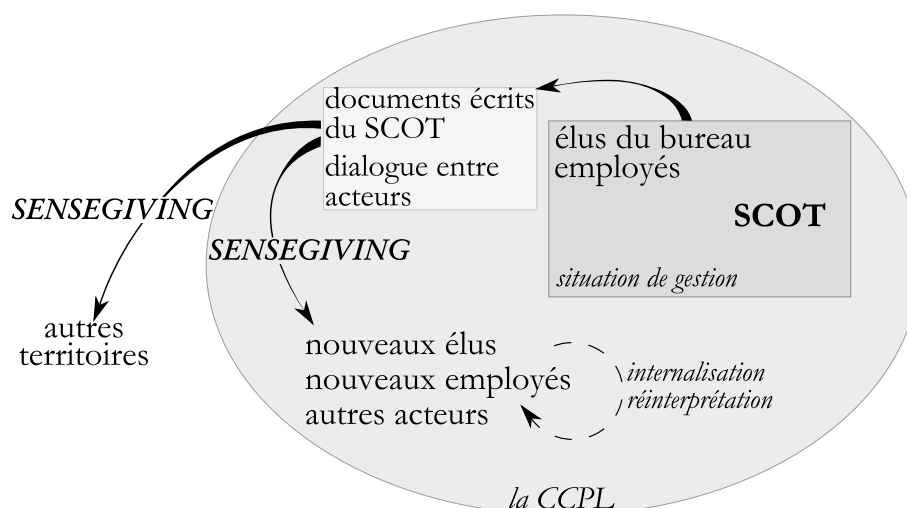 documents écrits
du SCOT
dialogue entre
acteurs
élus du bureau
employés
SCOT
situation de gestion
SENSEGIVING
SENSEGIVING
autres
territoires
nouveaux élus
nouveaux employés
autres acteurs
internalisation
réinterprétation
la CCPL